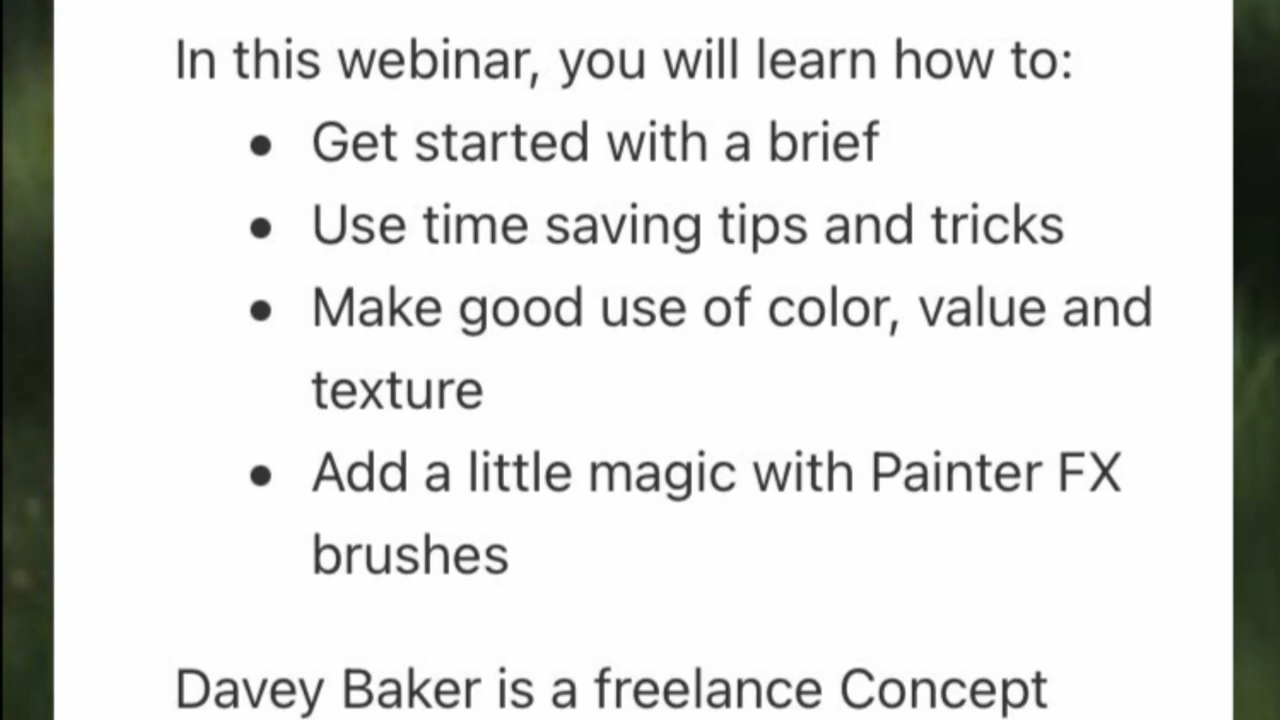 In this webinar, you will learn how to:
• Get started with a brief
• Use time saving tips and tricks
• Make good use of color, value and
texture
• Add a little magic with Painter FX
brushes
Davey Baker is a freelance Concept